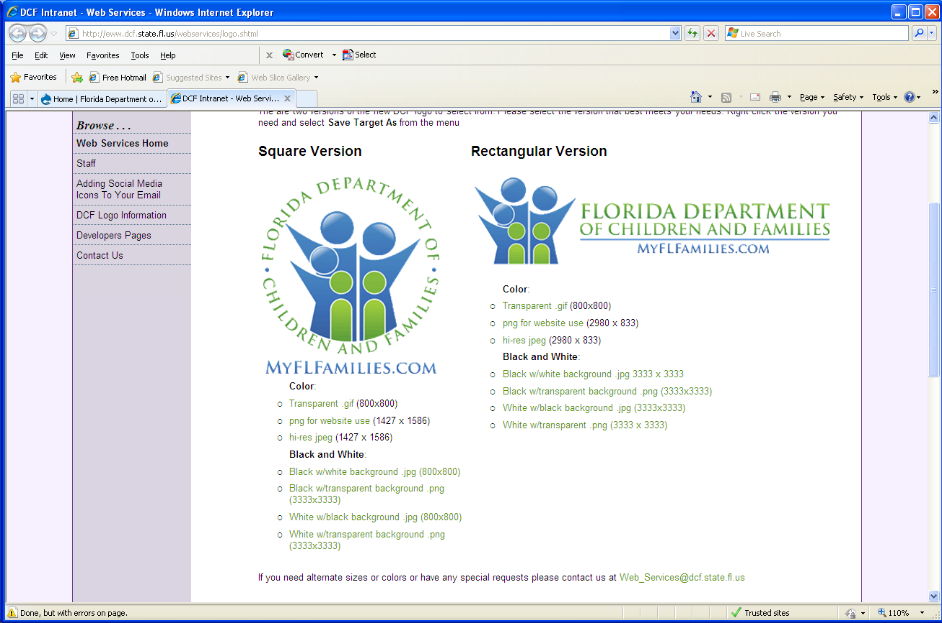 DCF Intranet - Web Services - Windows Internet Explorer
http://eww.dcf.state.fl.us/webservices/logo.shtml
Live Search
File Edit View Favorites Tools Help
x Convert Select
Favorites Free Hotmail Suggested Sites Web Slice Gallery
Home | Florida Department o... DCF Intranet - Web Servi... X
Page Safety Tools
Browse . . .
Web Services Home
Staff
Adding Social Media
Icons To Your Email
DCF Logo Information
Developers Pages
Contact Us
There are two versions of the new DCF logo to select from. Please select the version that best meets your needs. Right click the version you
need and select Save Target As from the menu
Square Version
FLORIDA DEPARTMENT OF
CHILDREN AND FAMILIES
MYFLFAMILIES.COM
Color:
Transparent .gif (800x800)
png for website use (1427 x 1586)
hi-res jpeg (1427 x 1586)
Black and White:
Black w/white background .jpg (800x800)
Black w/transparent background .png
(3333x3333)
White w/black background .jpg (800x800)
White w/transparent background .png
(3333x3333)
Rectangular Version
FLORIDA DEPARTMENT
OF CHILDREN AND FAMILIES
MYFLFAMILIES.COM
Color:
Transparent .gif (800x800)
png for website use (2980 x 833)
hi-res jpeg (2980 x 833)
Black and White:
Black w/white background .jpg 3333 x 3333
Black w/transparent background .png (3333x3333)
White w/black background .jpg (3333x3333)
White w/transparent .png (3333 x 3333)
If you need alternate sizes or colors or have any special requests please contact us at Web_Services@dcf.state.fl.us
Done, but with errors on page.
Trusted sites
110%